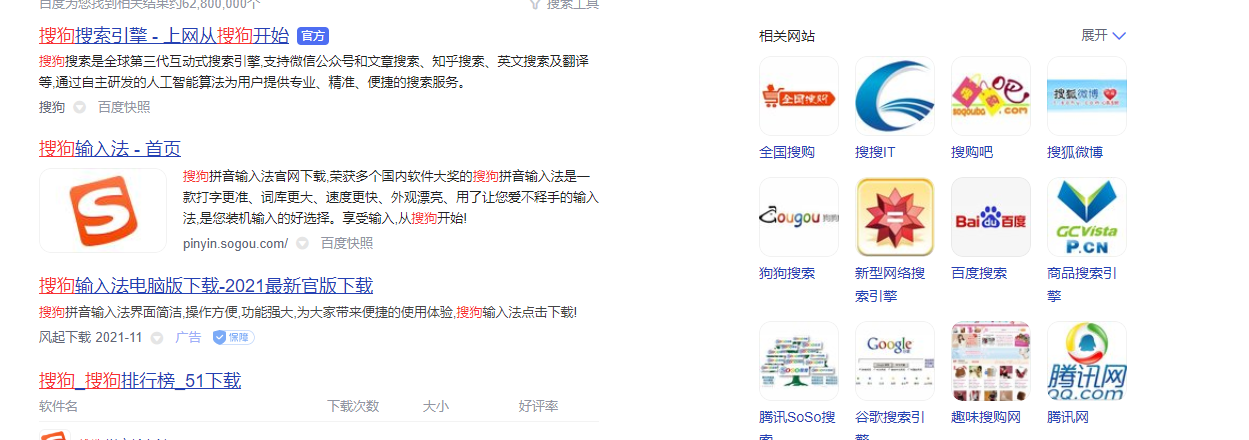 百度为您找到相关结果约62,800,000个
搜索工具
搜狗搜索引擎 - 上网从搜狗开始 官方
搜狗搜索是全球第三代互动式搜索引擎,支持微信公众号和文章搜索、知乎搜索、英文搜索及翻译
等,通过自主研发的人工智能算法为用户提供专业、精准、便捷的搜索服务。
搜狗 百度快照
搜狗输入法 - 首页
搜狗拼音输入法官网下载,荣获多个国内软件大奖的搜狗拼音输入法是一
款打字更准、词库更大、速度更快、外观漂亮、用了让您爱不释手的输入
法,是您装机输入的好选择。享受输入,从搜狗开始!
pinyin.sogou.com/ 百度快照
搜狗输入法电脑版下载-2021最新官版下载
搜狗拼音输入法界面简洁,操作方便,功能强大,为大家带来便捷的使用体验,搜狗输入法点击下载!
风起下载 2021-11 广告 保障
搜狗_搜狗排行榜_51下载
软件名 下载次数 大小 好评率
相关网站
展开
全国搜购
搜狐微博
搜购吧
sogouba.com
全国搜购 搜搜IT 搜购吧 搜狐微博
Gougou 狗狗
Bai 百度
GCVista
P.CN
狗狗搜索 新型网络搜 百度搜索 商品搜索引
索引擎 擎
Google
腾讯网
QQ.com
腾讯SoSo搜 谷歌搜索引 趣味搜购网 腾讯网